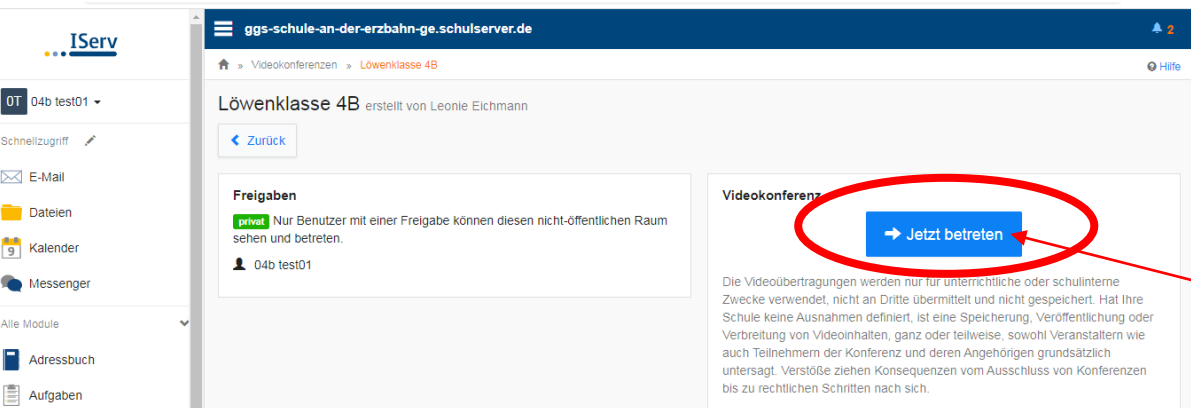 IServ
ggs-schule-an-der-erzbahn-ge.schulserver.de
2
» Videokonferenzen » Löwenklasse 4B
Hilfe
OT 04b test01
Löwenklasse 4B erstellt von Leonie Eichmann
Schnellzugriff
Zurück
E-Mail
Dateien
9 Kalender
Messenger
Alle Module
Adressbuch
Aufgaben
Freigaben
privat Nur Benutzer mit einer Freigabe können diesen nicht-öffentlichen Raum
sehen und betreten.
04b test01
Videokonferenz
Jetzt betreten
Die Videoübertragungen werden nur für unterrichtliche oder schulinterne
Zwecke verwendet, nicht an Dritte übermittelt und nicht gespeichert. Hat Ihre
Schule keine Ausnahmen definiert, ist eine Speicherung, Veröffentlichung oder
Verbreitung von Videoinhalten, ganz oder teilweise, sowohl Veranstaltern wie
auch Teilnehmern der Konferenz und deren Angehörigen grundsätzlich
untersagt. Verstöße ziehen Konsequenzen vom Ausschluss von Konferenzen
bis zu rechtlichen Schritten nach sich.